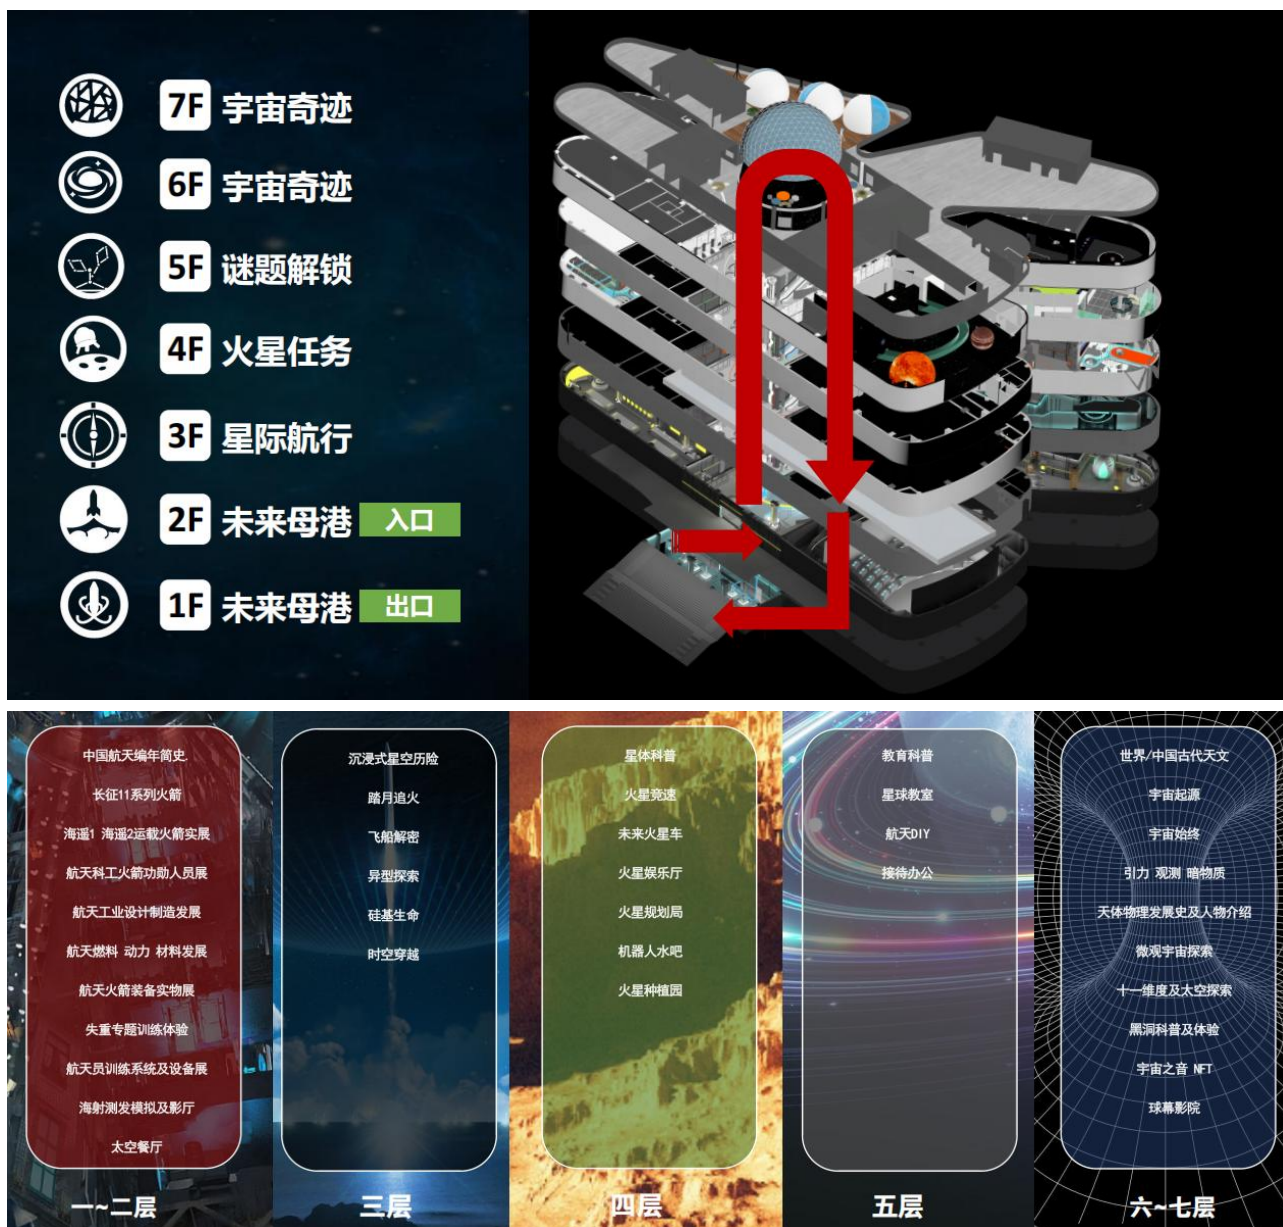 7F 宇宙奇迹
6F 宇宙奇迹
5F 谜题解锁
4F 火星任务
3F 星际航行
2F 未来母港 入口
1F 未来母港 出口
中国航天编年简史.
长征11系列火箭
海遥1 海遥2运载火箭实展
航天科工火箭功勋人员展
航天工业设计制造发展
航天燃料 动力 材料发展
航天火箭装备实物展
失重专题训练体验
航天员训练系统及设备展
海射测发模拟及影厅
太空餐厅
一~二层
沉浸式星空历险
踏月追火
飞船解密
异型探索
硅基生命
时空穿越
三层
星体科普
火星竞速
未来火星车
火星娱乐厅
火星规划局
机器人水吧
火星种植园
四层
教育科普
星球教室
航天DIY
接待办公
五层
世界/中国古代天文
宇宙起源
宇宙始终
引力 观测 暗物质
天体物理发展史及人物介绍
微观宇宙探索
十一维度及太空探索
黑洞科普及体验
宇宙之音 NFT
球幕影院
六~七层